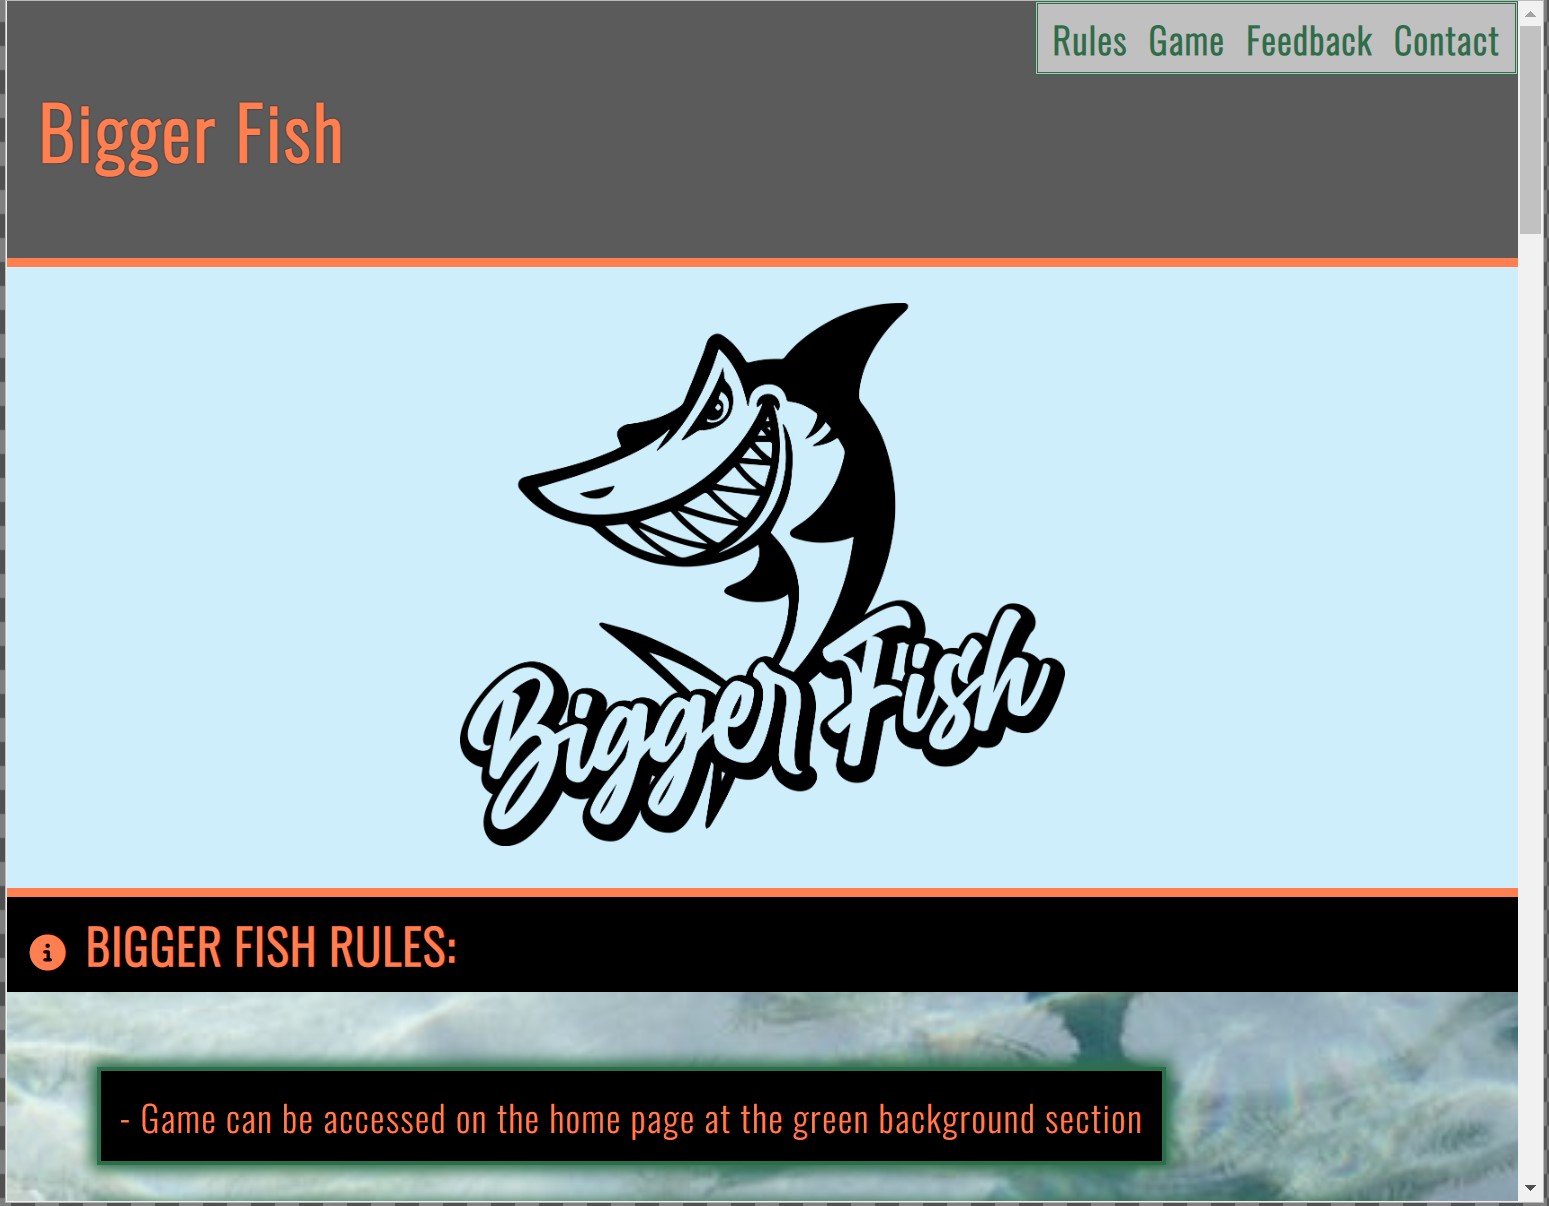 Rules Game Feedback Contact
Bigger Fish
Bigger Fish
BIGGER FISH RULES:
- Game can be accessed on the home page at the green background section